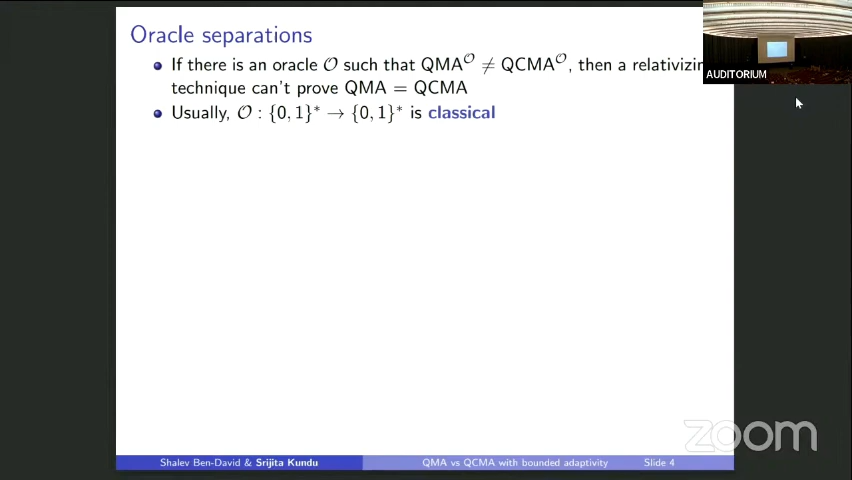 Oracle separations
If there is an oracle 𝒪 such that QMA^𝒪 ≠ QCMA^𝒪, then a relativizin
technique can't prove QMA = QCMA
Usually, 𝒪 : {0, 1}* → {0, 1}* is classical
AUDITORIUM
zoom
Shalev Ben-David & Srijita Kundu QMA vs QCMA with bounded adaptivity Slide 4